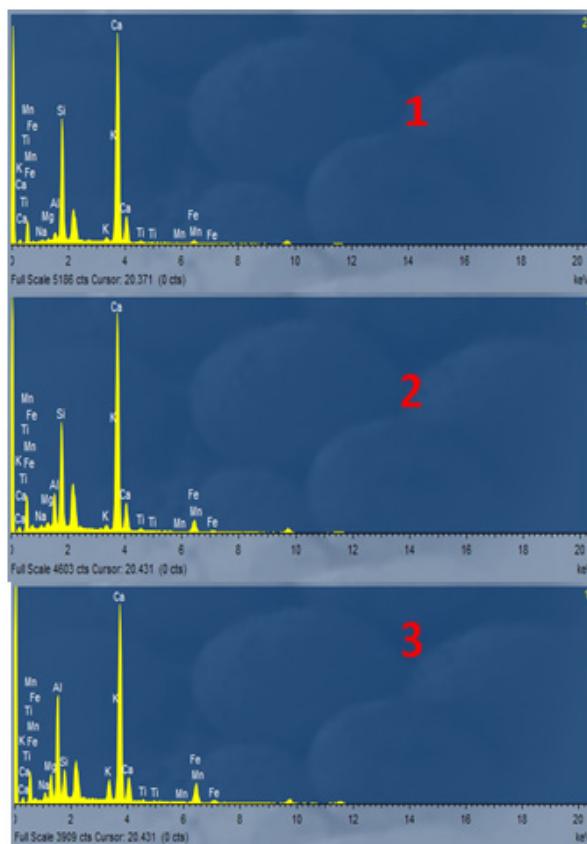 Ca
1
Mn
Fe
Si
Ti
K
Mn
K Fe
Ca
Al
Ti
Mg
Ca
Na
K
Ca
Ti Ti
Mn
Fe
Mn
Fe
0 2 4 6 8 10 12 14 16 18 20
Full Scale 5186 cts Cursor: 20.371 (0 cts) keV
Ca
2
Mn
Fe
Si
Ti
K
Mn
K Fe
Ti
Al
Ca
Mg
Ca
Na
K
Ca
Ti Ti
Mn
Fe
Mn
Fe
0 2 4 6 8 10 12 14 16 18 20
Full Scale 4603 cts Cursor: 20.431 (0 cts)
Ca
3
Mn
Al
Fe
Ti
K
Mn
K Fe
Ti
Ca
Mg
Si
Ca
Na
K
Ca
Ti Ti
Mn
Fe
Mn
Fe
0 2 4 6 8 10 12 14 16 18 20
Full Scale 3909 cts Cursor: 20.431 (0 cts)